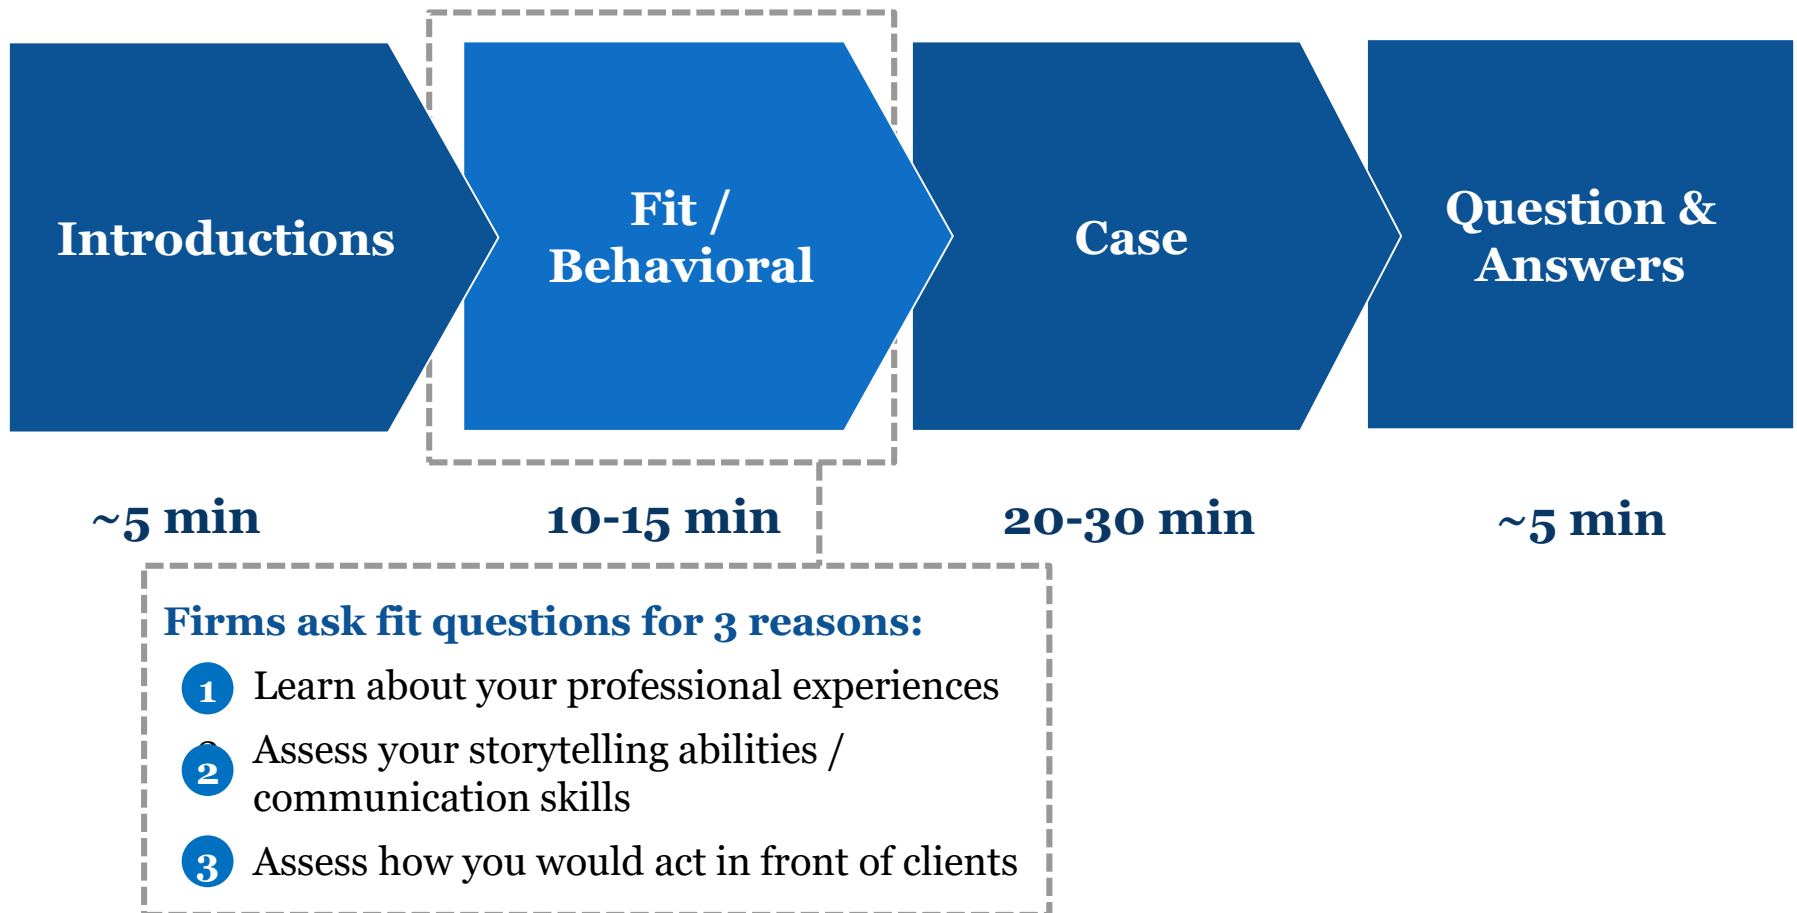 Introductions
Fit /
Behavioral
Case
Question &
Answers
~5 min
10-15 min
20-30 min
~5 min
Firms ask fit questions for 3 reasons:
1 Learn about your professional experiences
2 Assess your storytelling abilities /
communication skills
3 Assess how you would act in front of clients